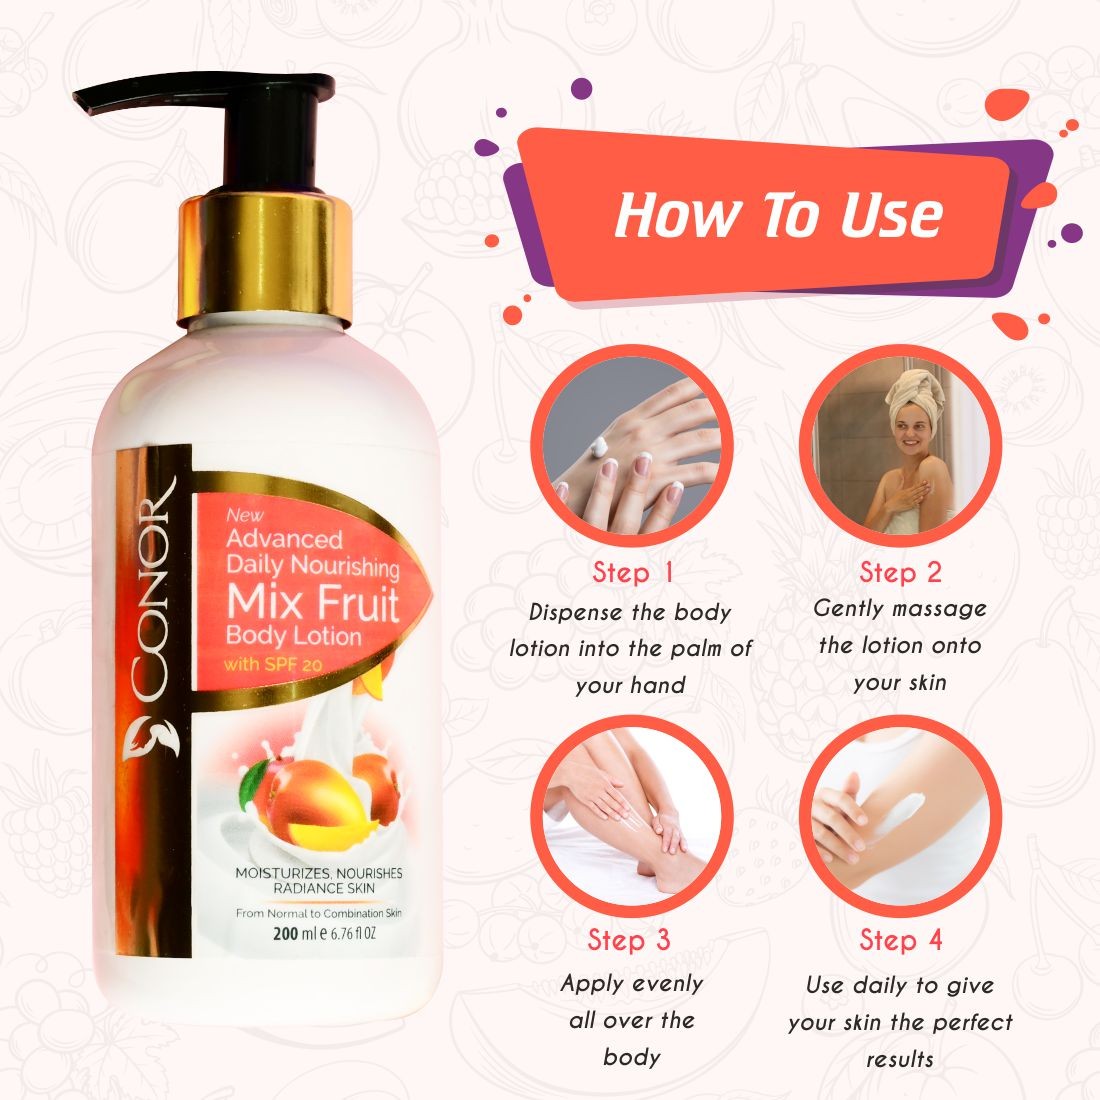 How To Use
CONOR
New
Advanced
Daily Nourishing
Mix Fruit
Body Lotion
with SPF 20
MOISTURIZES, NOURISHES
RADIANCE SKIN
From Normal to Combination Skin
200 ml e 6.76 fl OZ
Step 1
Dispense the body
lotion into the palm of
your hand
Step 2
Gently massage
the lotion onto
your skin
Step 3
Apply evenly
all over the
body
Step 4
Use daily to give
your skin the perfect
results